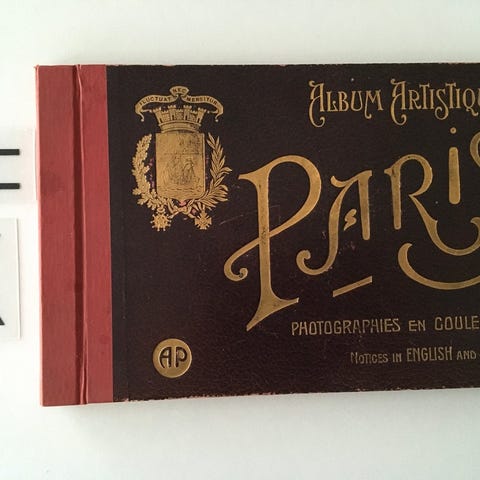 FLUCTUAT NEC MERGITUR
ALBUM ARTISTIQU
PARIS
PHOTOGRAPHIES EN COULE
NOTICES IN ENGLISH AND
AP